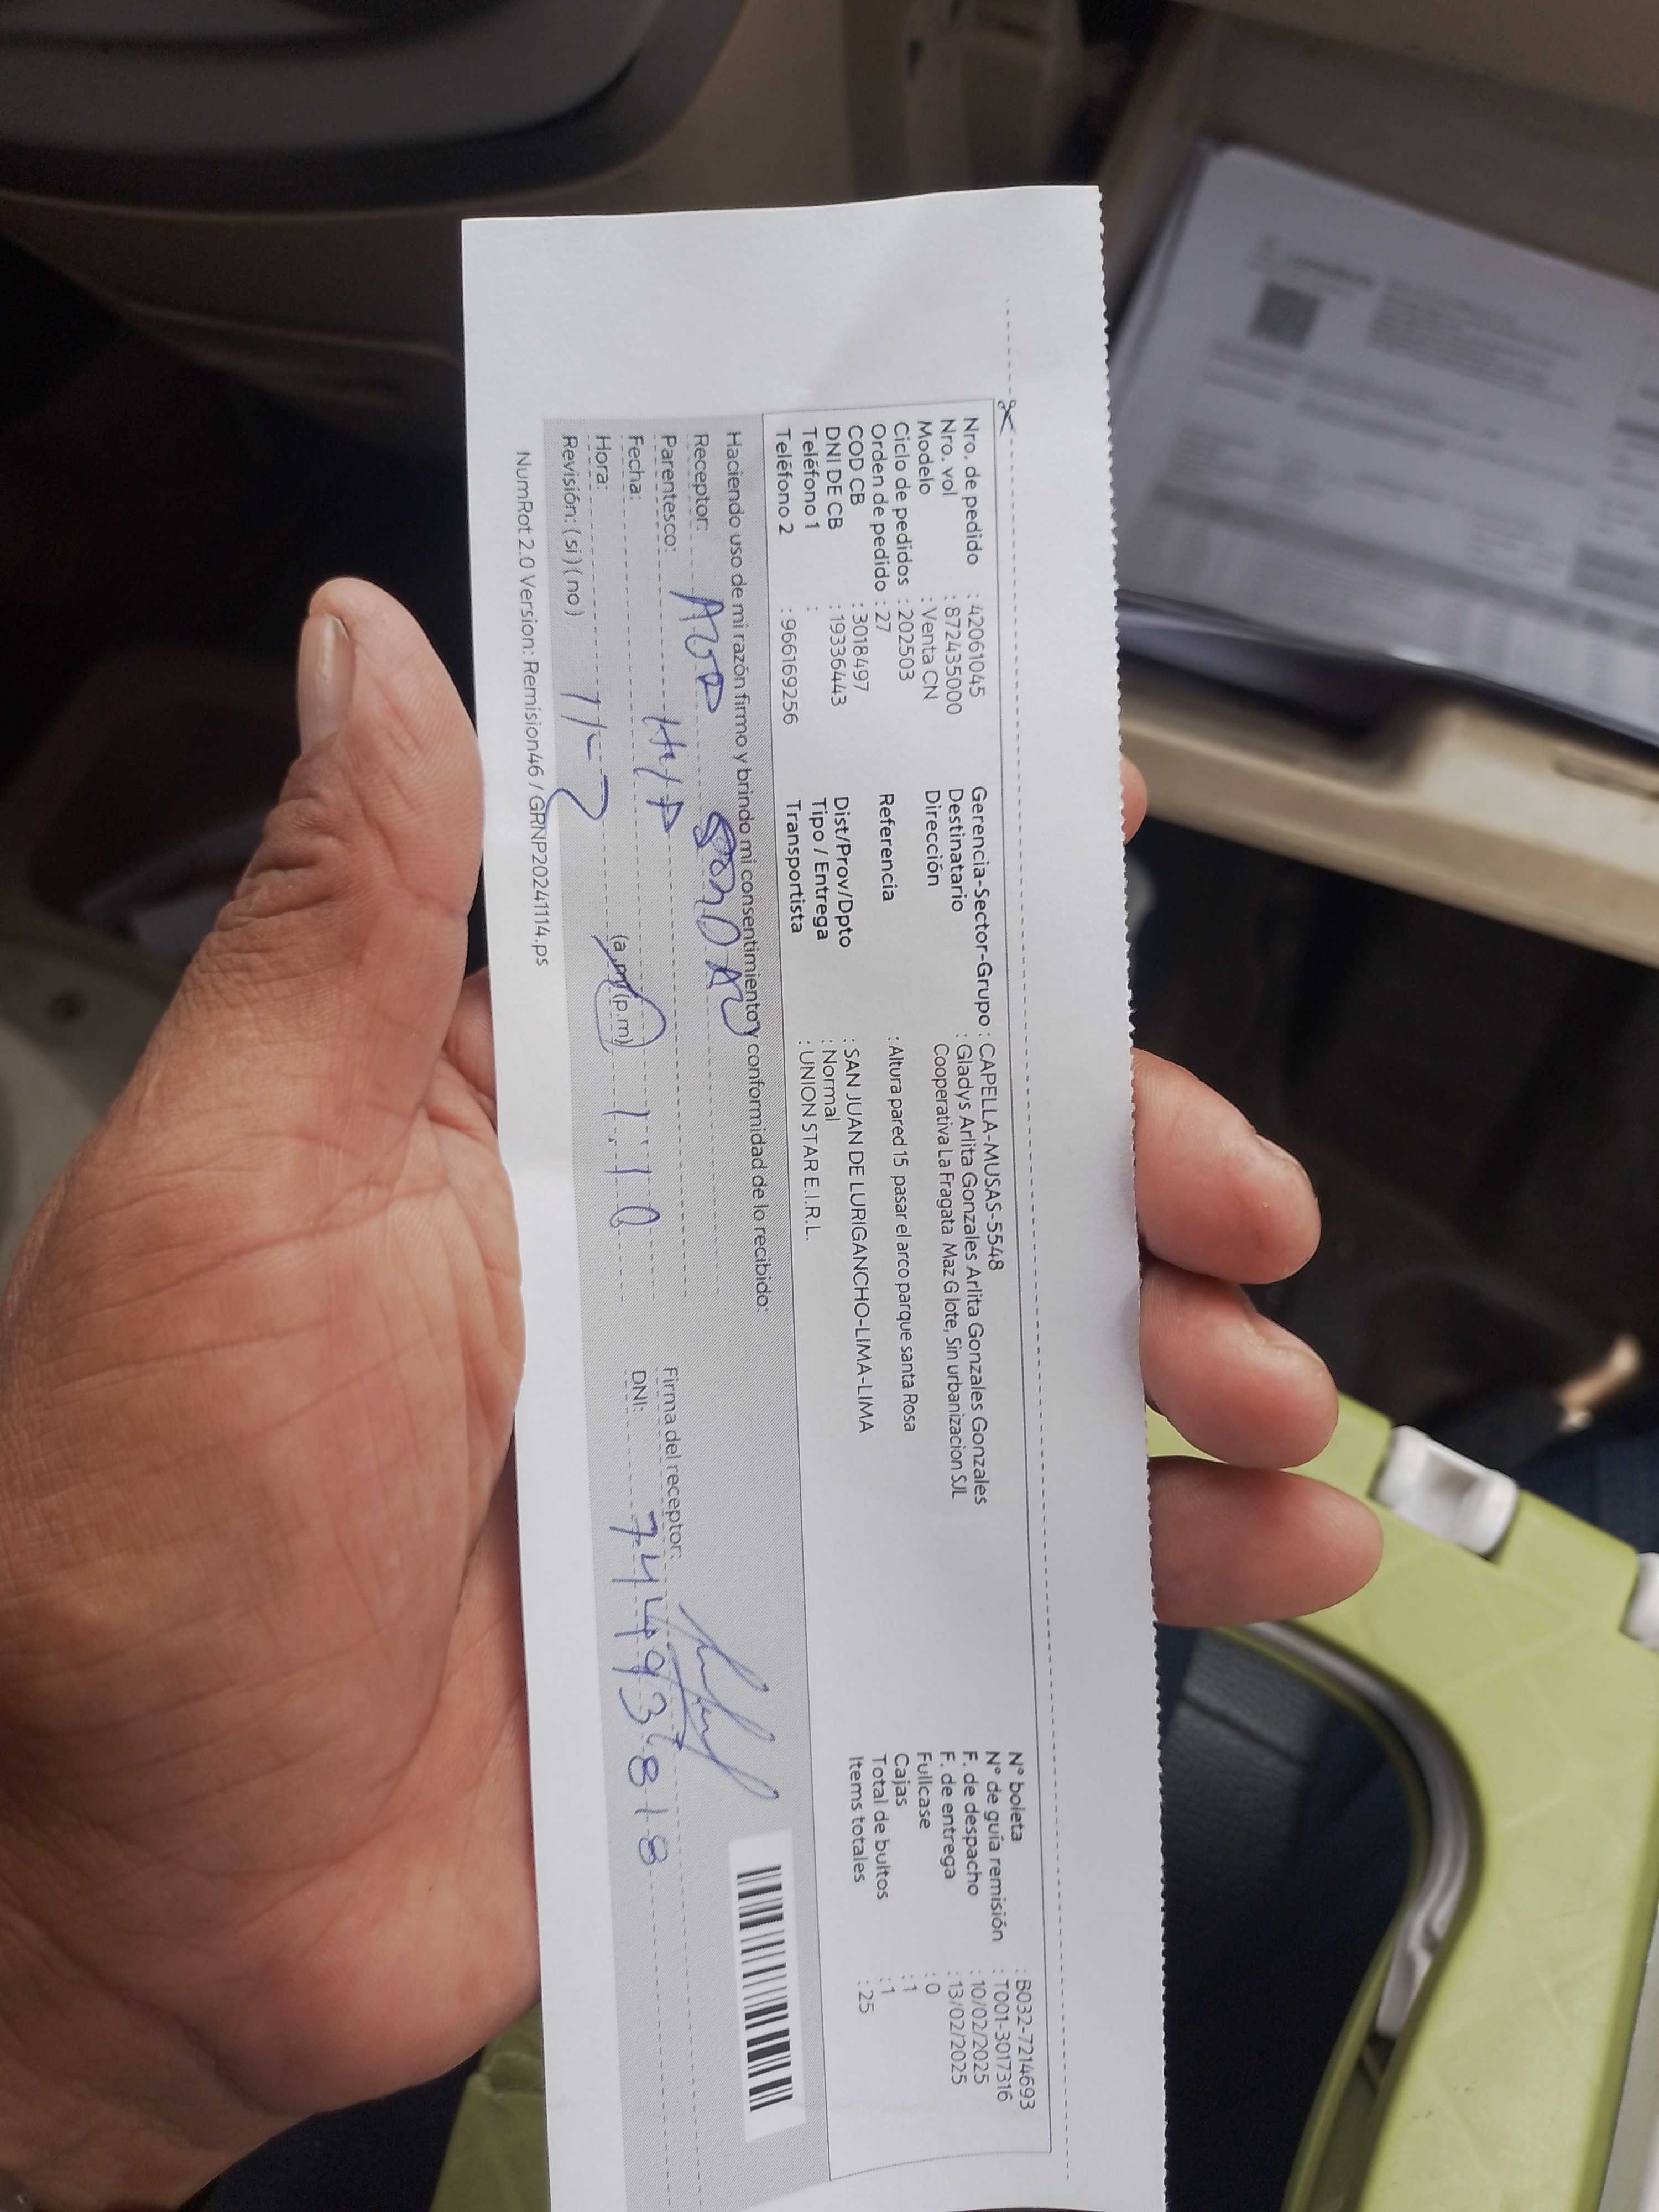 Nro. de pedido : 42061045
Nro. vol : 872435000
Modelo : Venta CN
Ciclo de pedidos : 202503
Orden de pedido : 27
COD CB : 3018497
DNI DE CB : 19336443
Teléfono 1 :
Teléfono 2 : 966169256
Gerencia-Sector-Grupo : CAPELLA-MUSAS-5548
Destinatario : Gladys Arlita Gonzales Arlita Gonzales Gonzales
Dirección Cooperativa La Fragata Maz G lote, Sin urbanizacion SJL
Referencia : Altura pared 15 pasar el arco parque santa Rosa
Dist/Prov/Dpto : SAN JUAN DE LURIGANCHO-LIMA-LIMA
Tipo / Entrega : Normal
Transportista : UNION STAR E.I.R.L.
N° boleta : B032-7214693
N° de guía remisión : T001-3017316
F. de despacho : 10/02/2025
F. de entrega : 13/02/2025
Fullcase : 0
Cajas : 1
Total de bultos : 1
Items totales : 25
Haciendo uso de mi razón firmo y brindo mi consentimiento y conformidad de lo recibido:
Receptor:
Parentesco:
Fecha:
Hora: (a.m) (p.m) 1:10
Revisión: ( si ) ( no )
Firma del receptor:
DNI: 74493818
NumRot 2.0 Version: Remision46 / GRNP20241114.ps